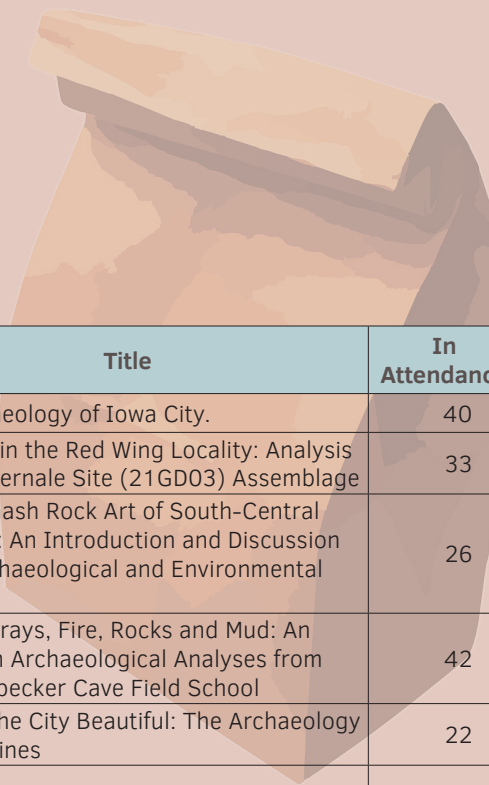 Title
In
Attendanc
eology of Iowa City.
40
in the Red Wing Locality: Analysis
ernale Site (21GD03) Assemblage
33
ash Rock Art of South-Central
: An Introduction and Discussion
haeological and Environmental
26
rays, Fire, Rocks and Mud: An
n Archaeological Analyses from
becker Cave Field School
42
he City Beautiful: The Archaeology
ines
22